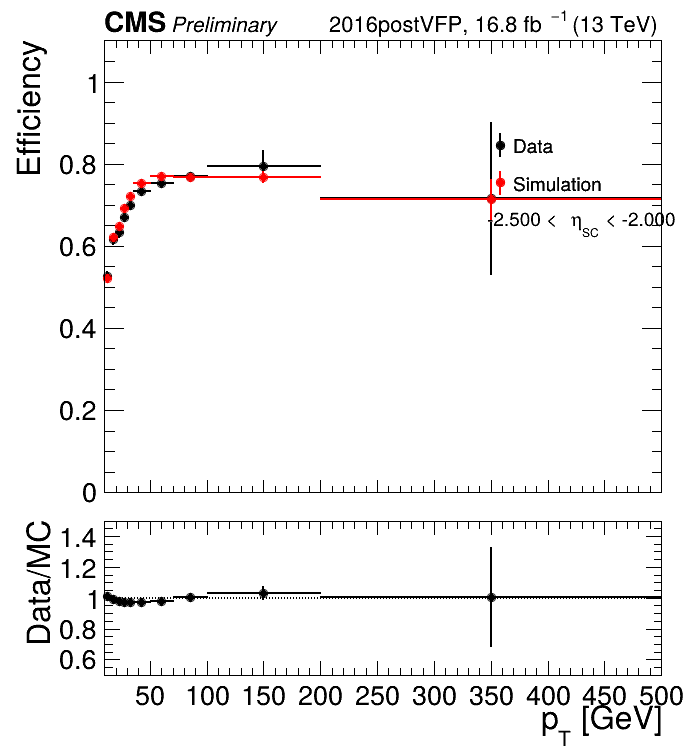 CMS Preliminary 2016postVFP, 16.8 fb⁻¹ (13 TeV)
Efficiency
1
0.8
0.6
0.4
0.2
0
Data
Simulation
-2.500 < η_SC < -2.000
Data/MC
1.4
1.2
1
0.8
0.6
50 100 150 200 250 300 350 400 450 500
p_T [GeV]